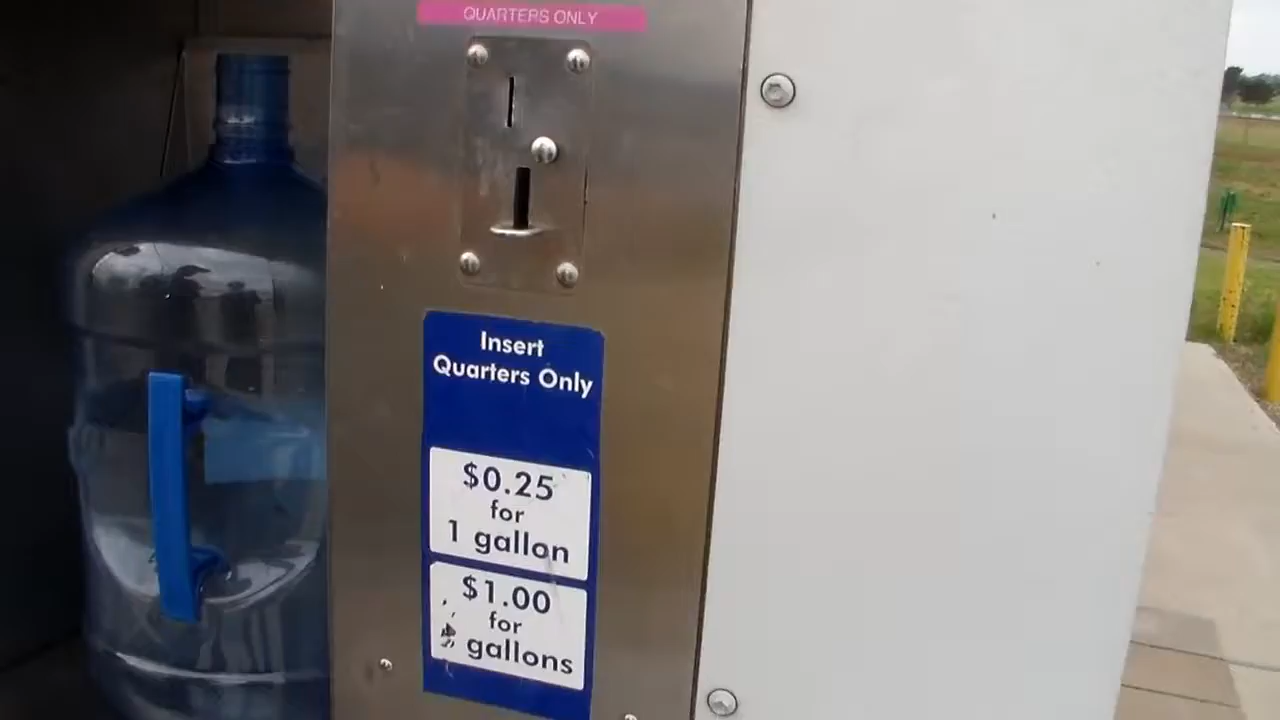 QUARTERS ONLY
Insert
Quarters Only
$0.25
for
1 gallon
$1.00
for
gallons